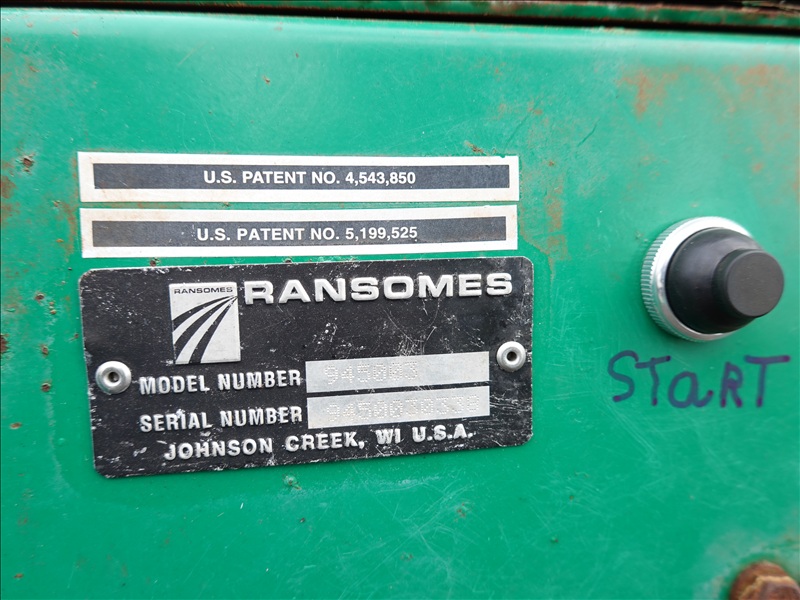 U.S. PATENT NO. 4,543,850
U.S. PATENT NO. 5,199,525
RANSOMES
RANSOMES
MODEL NUMBER 945003
SERIAL NUMBER
JOHNSON CREEK, WI U.S.A.
STaRT